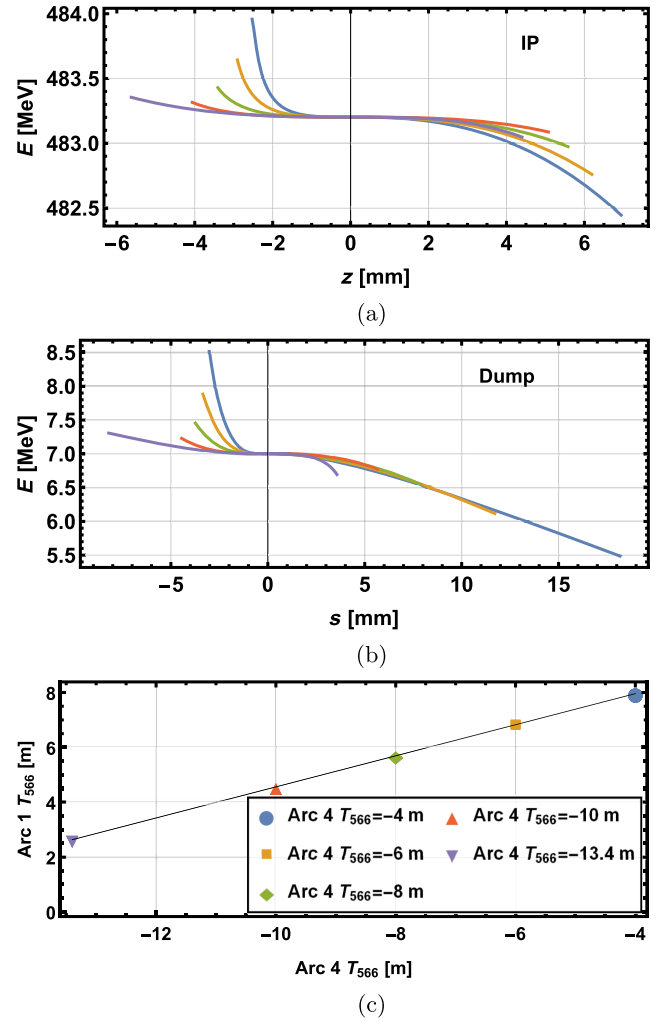 484.0
IP
483.5
E [MeV]
483.0
482.5
−6 −4 −2 0 2 4 6
z [mm]
(a)
8.5
Dump
8.0
7.5
E [MeV]
7.0
6.5
6.0
5.5
−5 0 5 10 15
s [mm]
(b)
8
6
Arc 1 T566 [m]
4
2
0
Arc 4 T566=−4 m
Arc 4 T566=−10 m
Arc 4 T566=−6 m
Arc 4 T566=−13.4 m
Arc 4 T566=−8 m
−12 −10 −8 −6 −4
Arc 4 T566 [m]
(c)